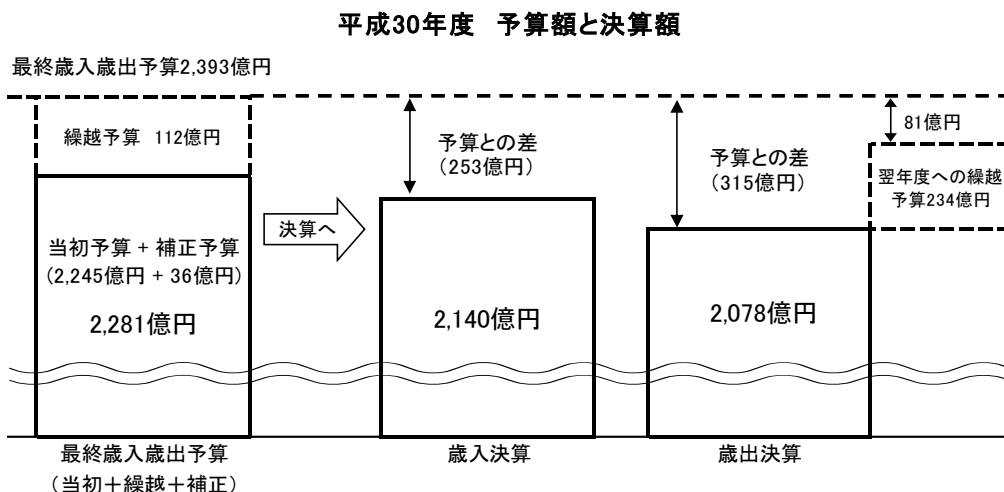 平成30年度　予算額と決算額
最終歳入歳出予算2,393億円
繰越予算　112億円
当初予算 + 補正予算
(2,245億円 + 36億円)
2,281億円
決算へ
予算との差
(253億円)
2,140億円
予算との差
(315億円)
2,078億円
81億円
翌年度への繰越
予算234億円
最終歳入歳出予算
(当初＋繰越＋補正)
歳入決算
歳出決算